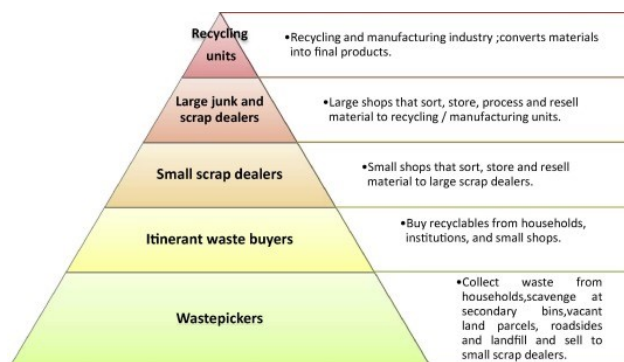 Recycling
units
•Recycling and manufacturing industry ;converts materials
into final products.
Large junk and
scrap dealers
•Large shops that sort, store, process and resell
material to recycling / manufacturing units.
Small scrap dealers
•Small shops that sort, store and resell
material to large scrap dealers.
Itinerant waste buyers
•Buy recyclables from households,
institutions, and small shops.
Wastepickers
•Collect waste from
households,scavenge at
secondary bins,vacant
land parcels, roadsides
and landfill and sell to
small scrap dealers.